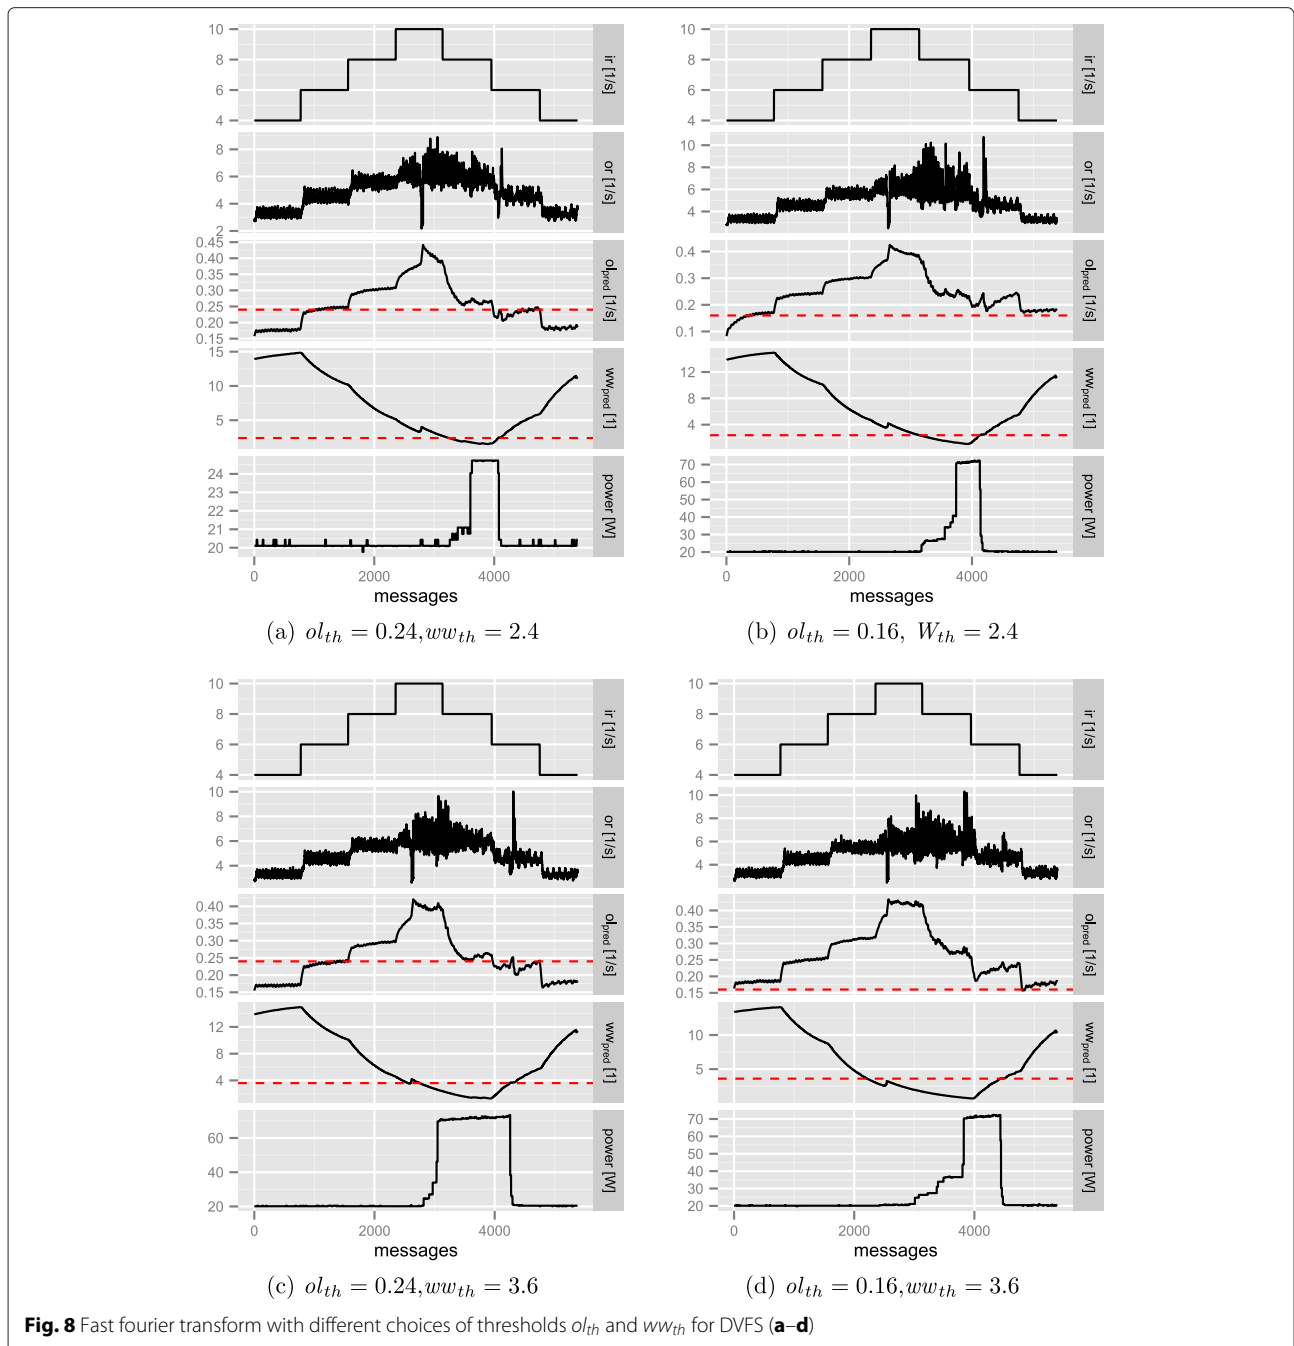 10
8
6
4
ir [1/s]
8
6
4
2
or [1/s]
0.45
0.40
0.35
0.30
0.25
0.20
0.15
ol_pred [1/s]
15
10
5
ww_pred [1]
24
23
22
21
20
power [W]
0 2000 4000
messages
(a) ol_th = 0.24, ww_th = 2.4
10
8
6
4
ir [1/s]
10
8
6
4
or [1/s]
0.4
0.3
0.2
0.1
ol_pred [1/s]
12
8
4
ww_pred [1]
70
60
50
40
30
20
power [W]
0 2000 4000
messages
(b) ol_th = 0.16, W_th = 2.4
10
8
6
4
ir [1/s]
10
8
6
4
or [1/s]
0.40
0.35
0.30
0.25
0.20
0.15
ol_pred [1/s]
12
8
4
ww_pred [1]
60
40
20
power [W]
0 2000 4000
messages
(c) ol_th = 0.24, ww_th = 3.6
10
8
6
4
ir [1/s]
10
8
6
4
or [1/s]
0.40
0.35
0.30
0.25
0.20
0.15
ol_pred [1/s]
10
5
ww_pred [1]
70
60
50
40
30
20
power [W]
0 2000 4000
messages
(d) ol_th = 0.16, ww_th = 3.6
Fig. 8 Fast fourier transform with different choices of thresholds ol_th and ww_th for DVFS (a–d)